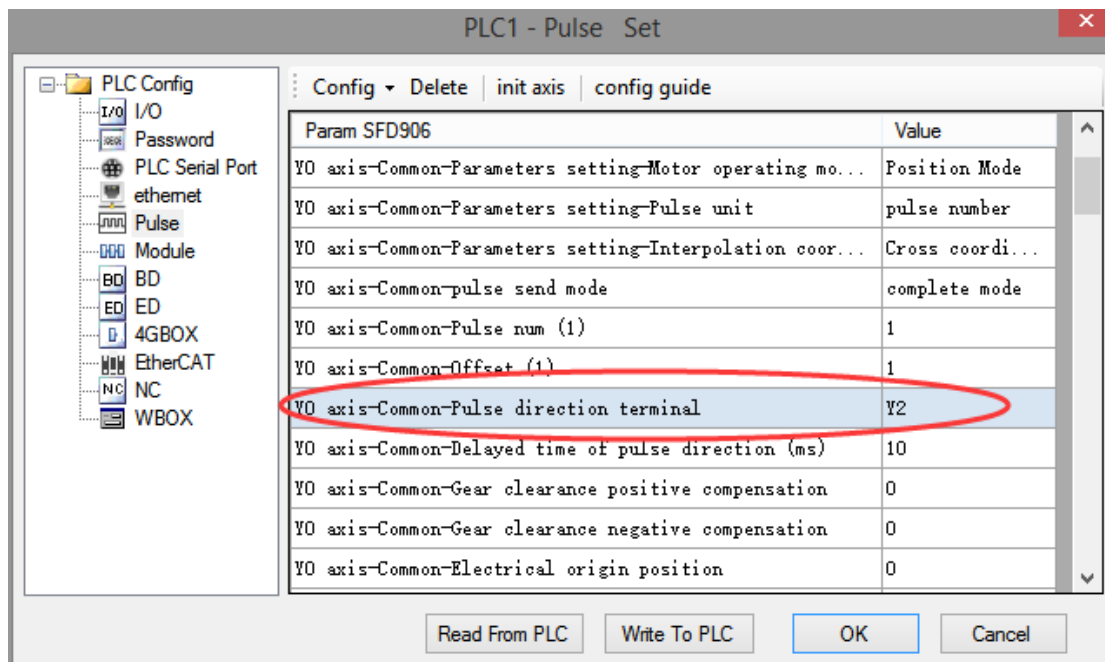 PLC1 - Pulse Set
PLC Config
I/O I/O
Password
PLC Serial Port
ethernet
Pulse
Module
BD BD
ED ED
4GBOX
EtherCAT
NC NC
WBOX
Config Delete init axis config guide
Param SFD906 Value
Y0 axis-Common-Parameters setting-Motor operating mo... Position Mode
Y0 axis-Common-Parameters setting-Pulse unit pulse number
Y0 axis-Common-Parameters setting-Interpolation coor... Cross coordi...
Y0 axis-Common-pulse send mode complete mode
Y0 axis-Common-Pulse num (1) 1
Y0 axis-Common-Offset (1) 1
Y0 axis-Common-Pulse direction terminal Y2
Y0 axis-Common-Delayed time of pulse direction (ms) 10
Y0 axis-Common-Gear clearance positive compensation 0
Y0 axis-Common-Gear clearance negative compensation 0
Y0 axis-Common-Electrical origin position 0
Read From PLC Write To PLC OK Cancel